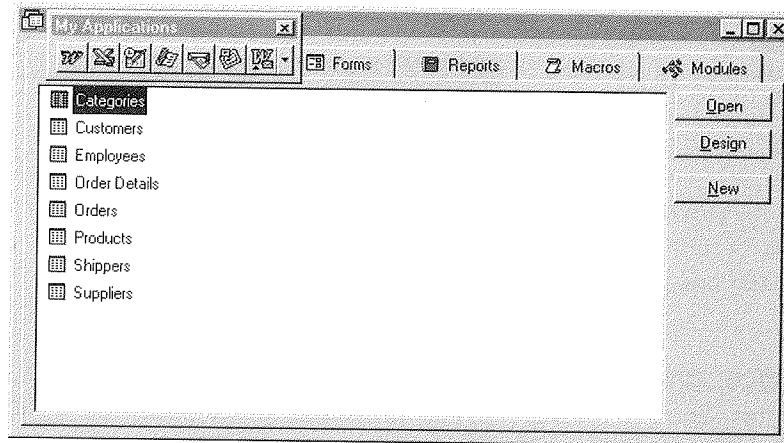 My Applications
Forms
Reports
Macros
Modules
Categories
Customers
Employees
Order Details
Orders
Products
Shippers
Suppliers
Open
Design
New